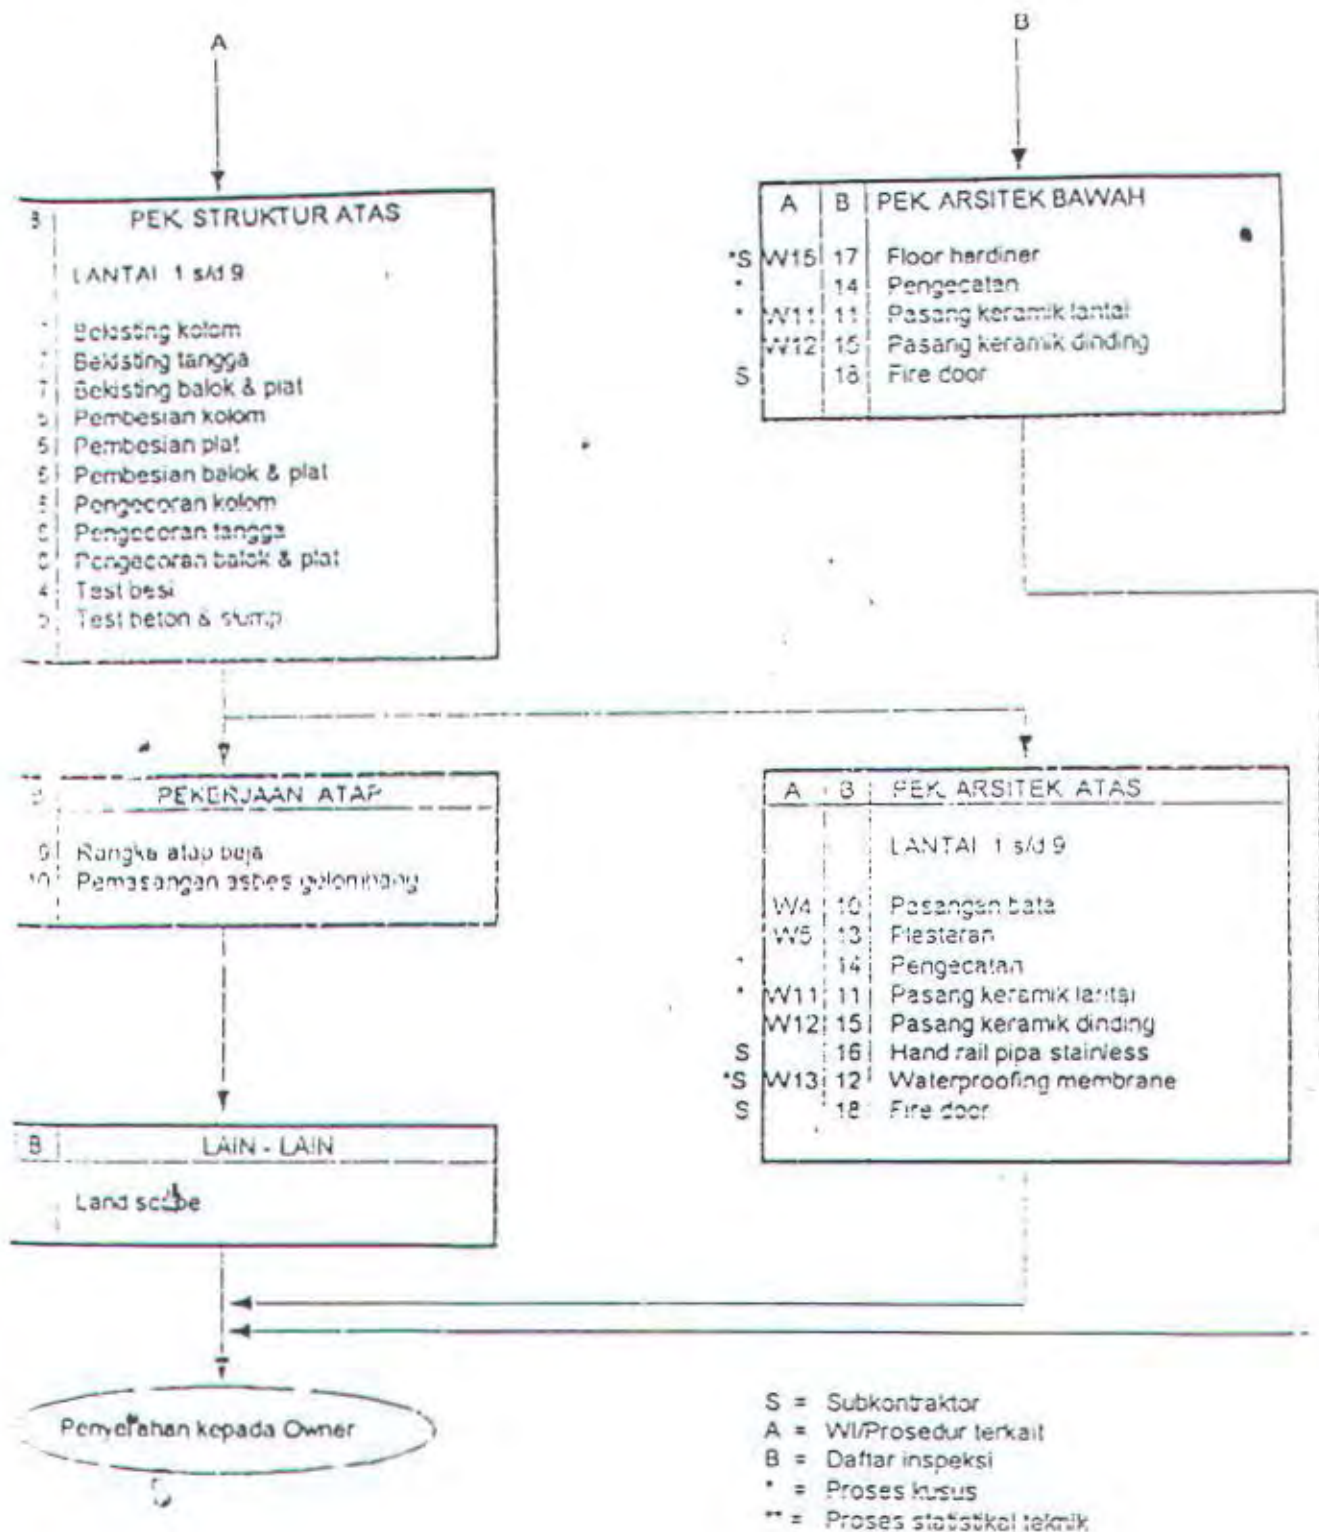 A
B
B PEK. STRUKTUR ATAS
LANTAI 1 s/d 9
Bekisting kolom
Bekisting tangga
7 Bekisting balok & plat
Pembesian kolom
Pembesian plat
Pembesian balok & plat
Pengecoran kolom
Pengecoran tangga
Pengecoran balok & plat
4 Test besi
Test beton & slump
A B PEK. ARSITEK BAWAH
*S W15 17 Floor hardiner
* 14 Pengecatan
* W11 11 Pasang keramik lantai
W12 15 Pasang keramik dinding
S 18 Fire door
PEKERJAAN ATAP
9 Rangka atap baja
10 Pemasangan asbes gelombang
A B PEK. ARSITEK ATAS
LANTAI 1 s/d 9
W4 10 Pasangan bata
W5 13 Plesteran
* 14 Pengecatan
* W11 11 Pasang keramik lantai
W12 15 Pasang keramik dinding
S 16 Hand rail pipa stainless
*S W13 12 Waterproofing membrane
S 18 Fire door
B LAIN - LAIN
Land scape
Penyerahan kepada Owner
S = Subkontraktor
A = WI/Prosedur terkait
B = Daftar inspeksi
* = Proses kusus
** = Proses statistikal teknik